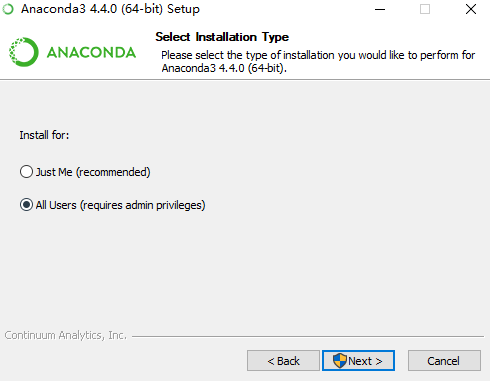 Anaconda3 4.4.0 (64-bit) Setup
ANACONDA
Select Installation Type
Please select the type of installation you would like to perform for
Anaconda3 4.4.0 (64-bit).
Install for:
Just Me (recommended)
All Users (requires admin privileges)
Continuum Analytics, Inc.
< Back
Next >
Cancel